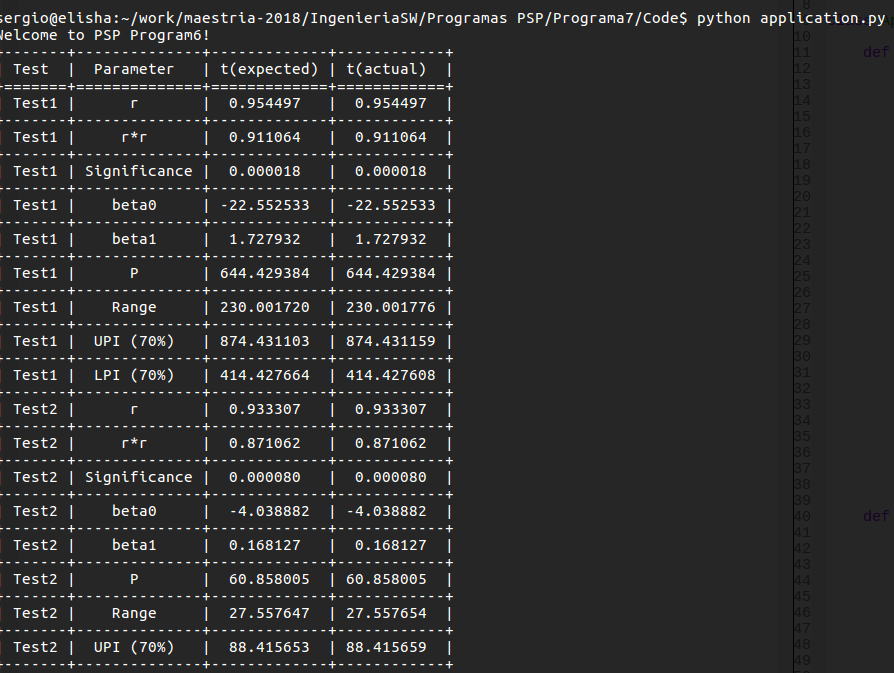 sergio@elisha:~/work/maestria-2018/IngenieriaSW/Programas PSP/Programa7/Code$ python application.py
Welcome to PSP Program6!
-------+--------------+-------------+------------+
| Test | Parameter | t(expected) | t(actual) |
+=======+==============+=============+============+
| Test1 | r | 0.954497 | 0.954497 |
-------+--------------+-------------+------------+
| Test1 | r*r | 0.911064 | 0.911064 |
-------+--------------+-------------+------------+
| Test1 | Significance | 0.000018 | 0.000018 |
-------+--------------+-------------+------------+
| Test1 | beta0 | -22.552533 | -22.552533 |
-------+--------------+-------------+------------+
| Test1 | beta1 | 1.727932 | 1.727932 |
-------+--------------+-------------+------------+
| Test1 | P | 644.429384 | 644.429384 |
-------+--------------+-------------+------------+
| Test1 | Range | 230.001720 | 230.001776 |
-------+--------------+-------------+------------+
| Test1 | UPI (70%) | 874.431103 | 874.431159 |
-------+--------------+-------------+------------+
| Test1 | LPI (70%) | 414.427664 | 414.427608 |
-------+--------------+-------------+------------+
| Test2 | r | 0.933307 | 0.933307 |
-------+--------------+-------------+------------+
| Test2 | r*r | 0.871062 | 0.871062 |
-------+--------------+-------------+------------+
| Test2 | Significance | 0.000080 | 0.000080 |
-------+--------------+-------------+------------+
| Test2 | beta0 | -4.038882 | -4.038882 |
-------+--------------+-------------+------------+
| Test2 | beta1 | 0.168127 | 0.168127 |
-------+--------------+-------------+------------+
| Test2 | P | 60.858005 | 60.858005 |
-------+--------------+-------------+------------+
| Test2 | Range | 27.557647 | 27.557654 |
-------+--------------+-------------+------------+
| Test2 | UPI (70%) | 88.415653 | 88.415659 |
-------+--------------+-------------+------------+
10
11 def
12
13
14
15
16
17
18
19
20
21
22
23
24
25
26
27
28
29
30
31
32
33
34
35
36
37
38
39
40 def
41
42
43
44
45
46
47
48
49